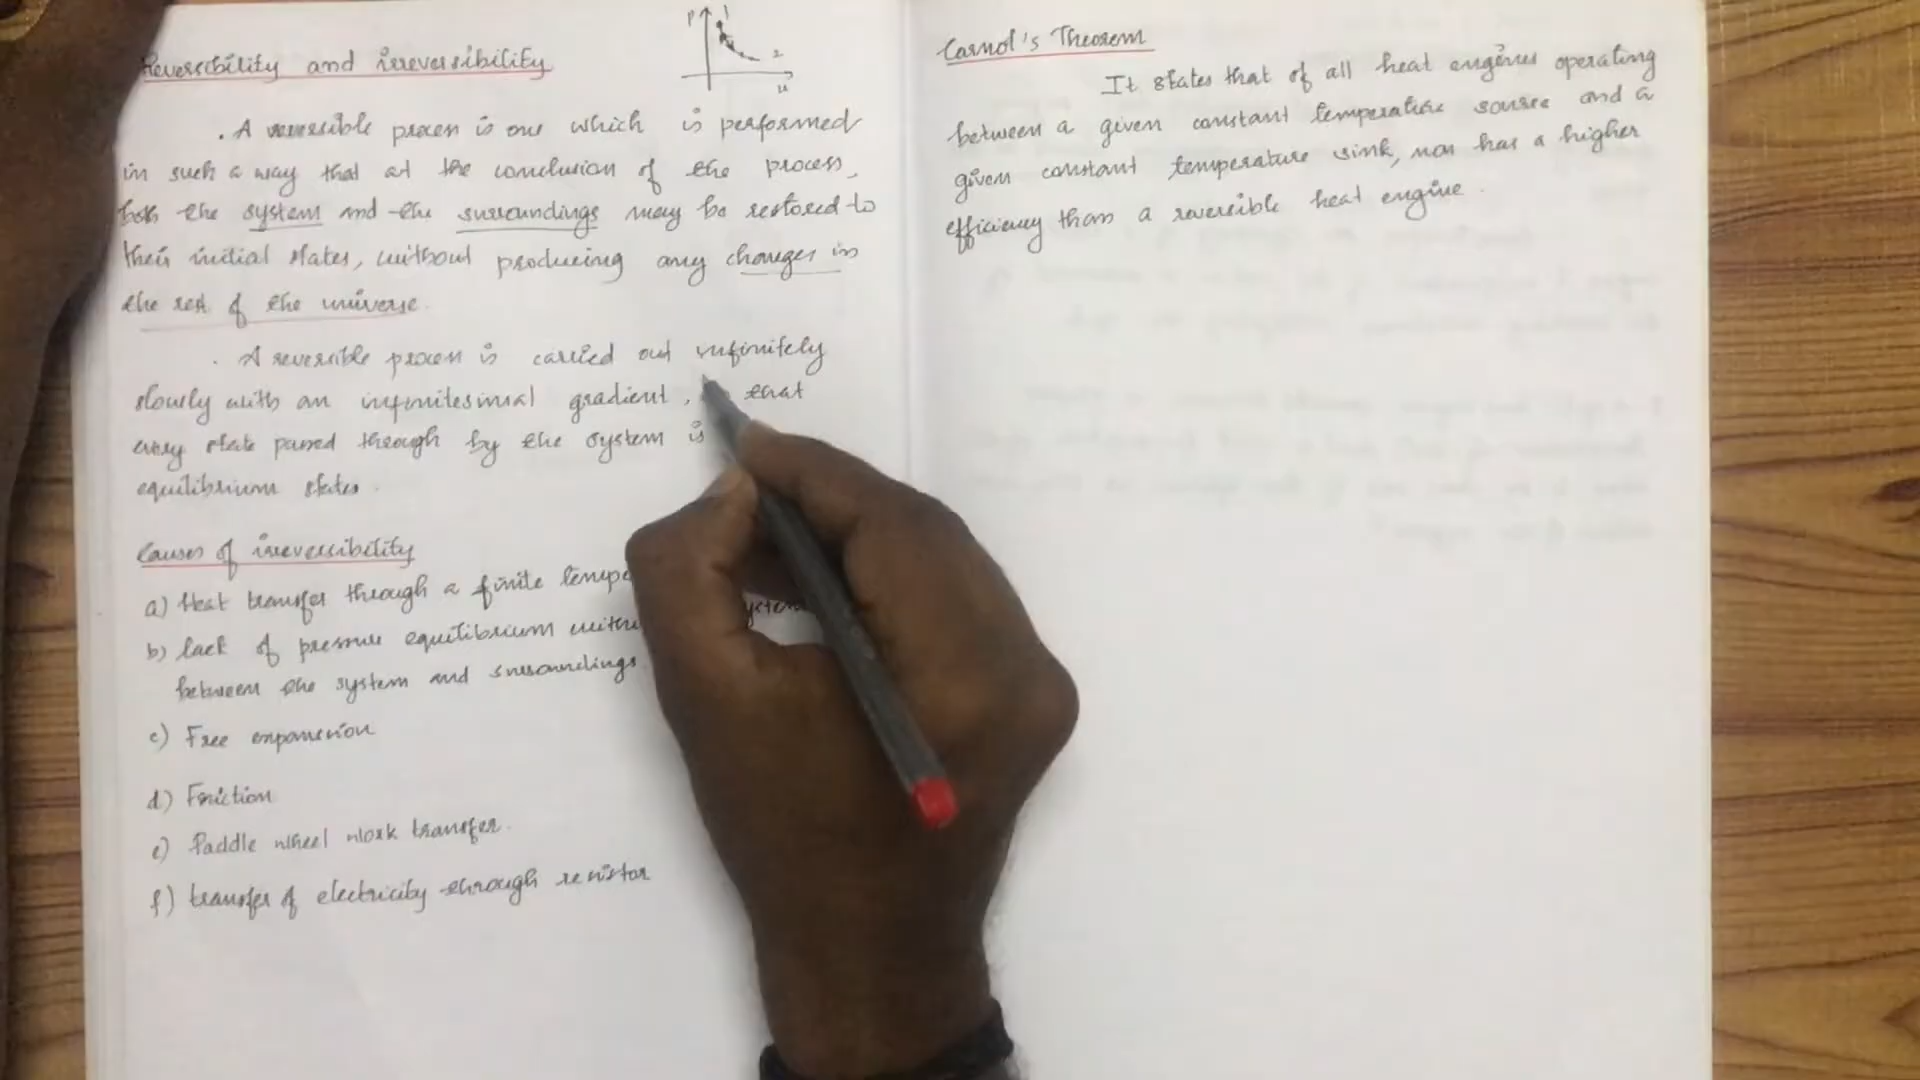 Reversibility and irreversibility
P
1
2
u
. A reversible process is one which is performed
in such a way that at the conclusion of the process,
both the system and the surroundings may be restored to
their initial states, without producing any changes in
the rest of the universe.
. A reversible process is carried out infinitely
slowly with an infinitesimal gradient, that
every state passed through by the system is
equilibrium states.
Causes of irreversibility
a) Heat transfer through a finite tempe
b) lack of pressure equilibrium within system
between the system and surroundings
c) Free expansion
d) Friction
e) Paddle wheel work transfer.
f) transfer of electricity through resistor
Carnot's Theorem
It states that of all heat engines operating
between a given constant temperature source and a
given constant temperature sink, non has a higher
efficiency than a reversible heat engine.